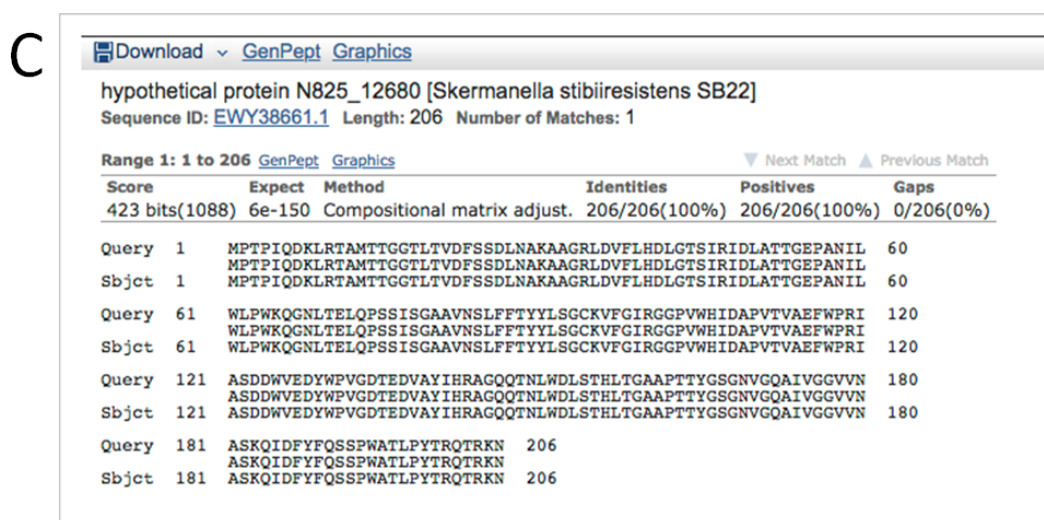 C
Download GenPept Graphics
hypothetical protein N825_12680 [Skermanella stibiiresistens SB22]
Sequence ID: EWY38661.1 Length: 206 Number of Matches: 1
Range 1: 1 to 206 GenPept Graphics Next Match Previous Match
Score Expect Method Identities Positives Gaps
423 bits(1088) 6e-150 Compositional matrix adjust. 206/206(100%) 206/206(100%) 0/206(0%)
Query 1 MPTPIQDKLRTAMTTGGTLTVDFSSDLNAKAAGRLDVFLHDLGTSIRIDLATTGEPANIL 60
MPTPIQDKLRTAMTTGGTLTVDFSSDLNAKAAGRLDVFLHDLGTSIRIDLATTGEPANIL
Sbjct 1 MPTPIQDKLRTAMTTGGTLTVDFSSDLNAKAAGRLDVFLHDLGTSIRIDLATTGEPANIL 60
Query 61 WLPWKQGNLTELQPSSISGAAVNSLFFTYYLSGCKVFGIRGGPVWHIDAPVTVAEFWPRI 120
WLPWKQGNLTELQPSSISGAAVNSLFFTYYLSGCKVFGIRGGPVWHIDAPVTVAEFWPRI
Sbjct 61 WLPWKQGNLTELQPSSISGAAVNSLFFTYYLSGCKVFGIRGGPVWHIDAPVTVAEFWPRI 120
Query 121 ASDDWVEDYWPVGDTEDVAYIHRAGQQTNLWDLSTHLTGAAPTTYGSGNVGQAIVGGVVN 180
ASDDWVEDYWPVGDTEDVAYIHRAGQQTNLWDLSTHLTGAAPTTYGSGNVGQAIVGGVVN
Sbjct 121 ASDDWVEDYWPVGDTEDVAYIHRAGQQTNLWDLSTHLTGAAPTTYGSGNVGQAIVGGVVN 180
Query 181 ASKQIDFYFQSSPWATLPYTRQTRKN 206
ASKQIDFYFQSSPWATLPYTRQTRKN
Sbjct 181 ASKQIDFYFQSSPWATLPYTRQTRKN 206